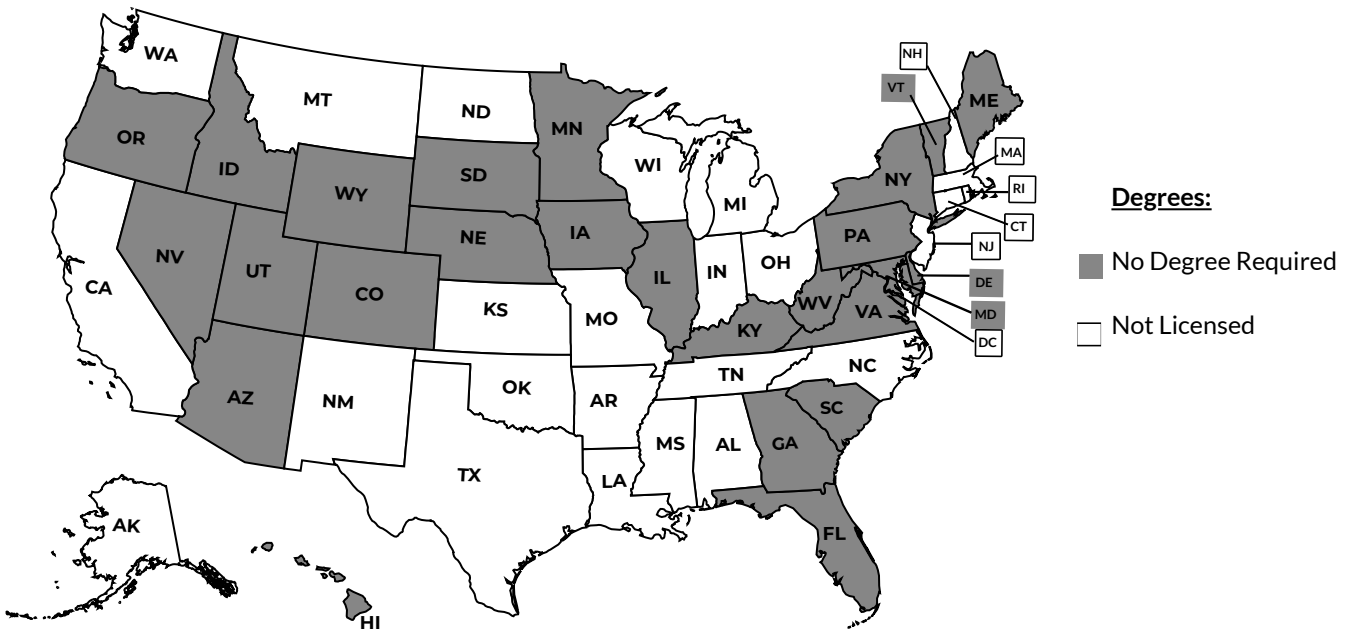 WA
MT
ND
MN
OR
ID
WY
SD
WI
MI
NY
VT
NH
ME
MA
RI
CT
NJ
DE
MD
DC
NV
UT
CO
NE
IA
IL
IN
OH
PA
WV
VA
KY
CA
KS
MO
TN
NC
AZ
NM
OK
AR
SC
MS
AL
GA
TX
LA
FL
AK
HI
Degrees:
No Degree Required
Not Licensed